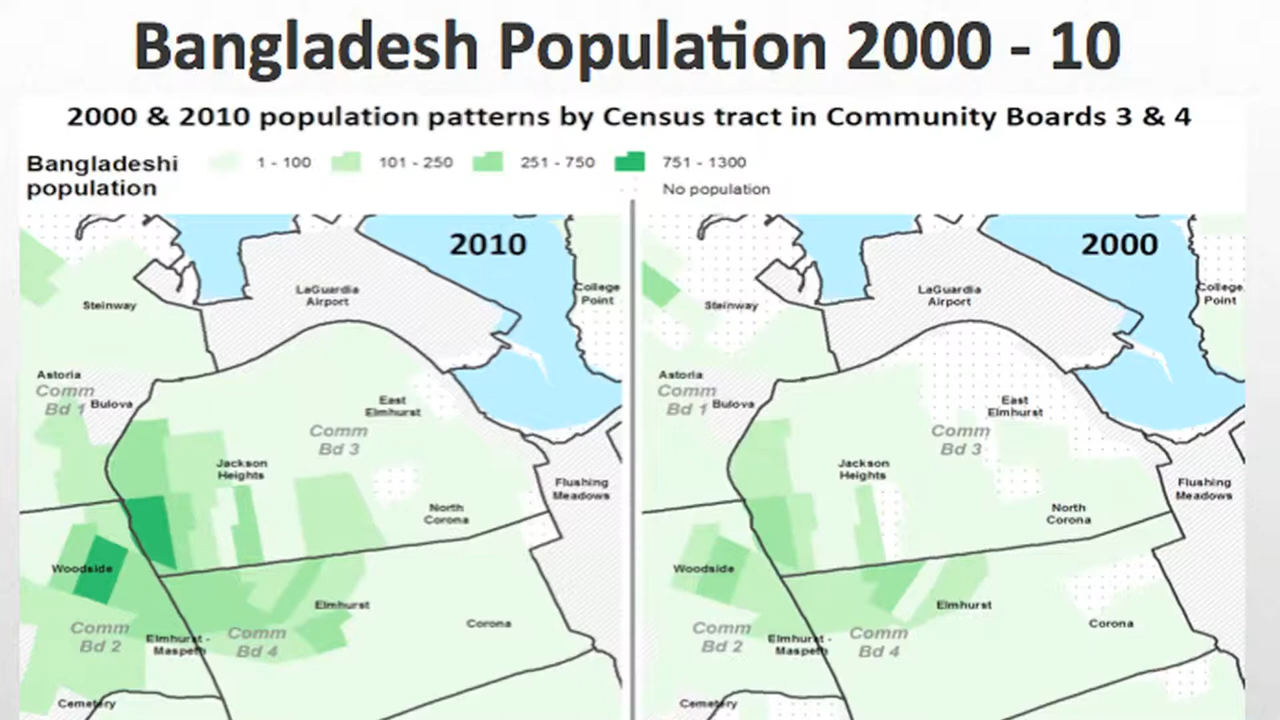 Bangladesh Population 2000 - 10
2000 & 2010 population patterns by Census tract in Community Boards 3 & 4
Bangladeshi
population
1 - 100
101 - 250
251 - 750
751 - 1300
No population
2010
LaGuardia
Airport
College
Point
Steinway
Astoria
Comm
Bd 1
Bulova
East
Elmhurst
Comm
Bd 3
Jackson
Heights
Flushing
Meadows
North
Corona
Woodside
Elmhurst
Corona
Comm
Bd 2
Elmhurst -
Maspeth
Comm
Bd 4
Cemetery
2000
LaGuardia
Airport
College
Point
Steinway
Astoria
Comm
Bd 1
Bulova
East
Elmhurst
Comm
Bd 3
Jackson
Heights
Flushing
Meadows
North
Corona
Woodside
Elmhurst
Corona
Comm
Bd 2
Elmhurst -
Maspeth
Comm
Bd 4
Cemetery